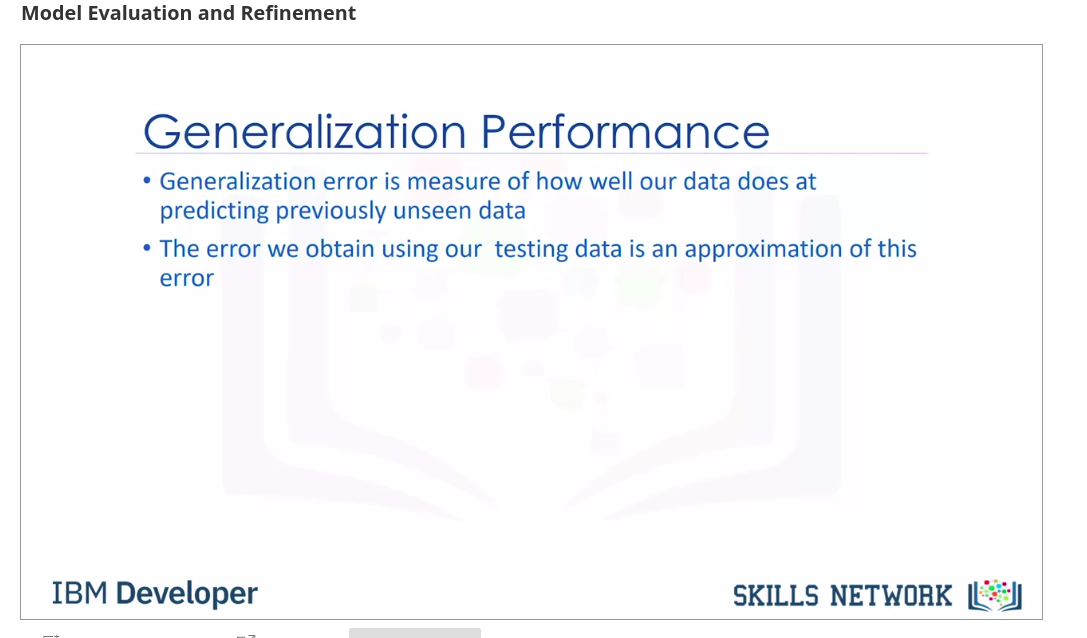 Model Evaluation and Refinement
Generalization Performance
• Generalization error is measure of how well our data does at
predicting previously unseen data
• The error we obtain using our  testing data is an approximation of this
error
IBM Developer
SKILLS NETWORK